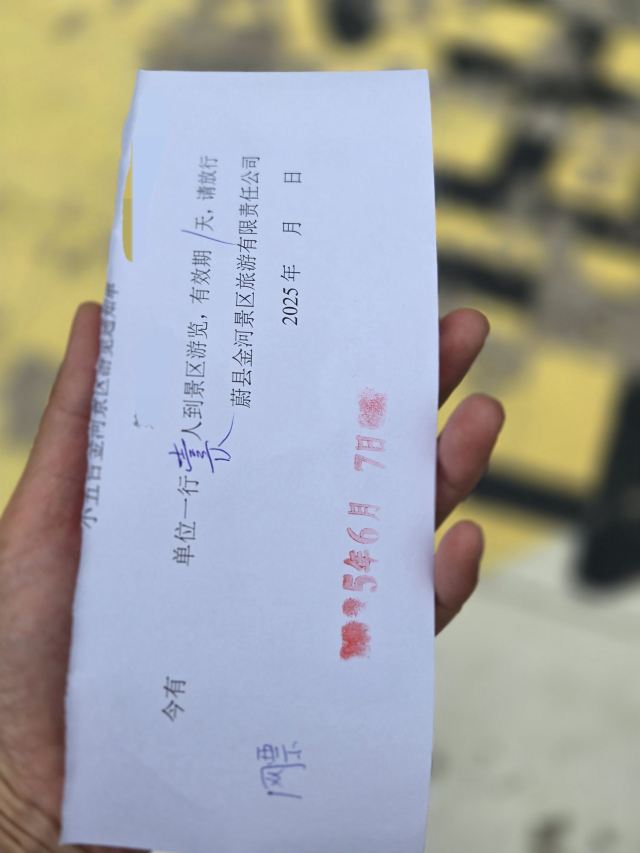 小五台金河景区游览通知单
今有 单位一行壹人到景区游览，有效期1天，请放行
蔚县金河景区旅游有限责任公司
2025年 月 日
5年6月 7日
网票